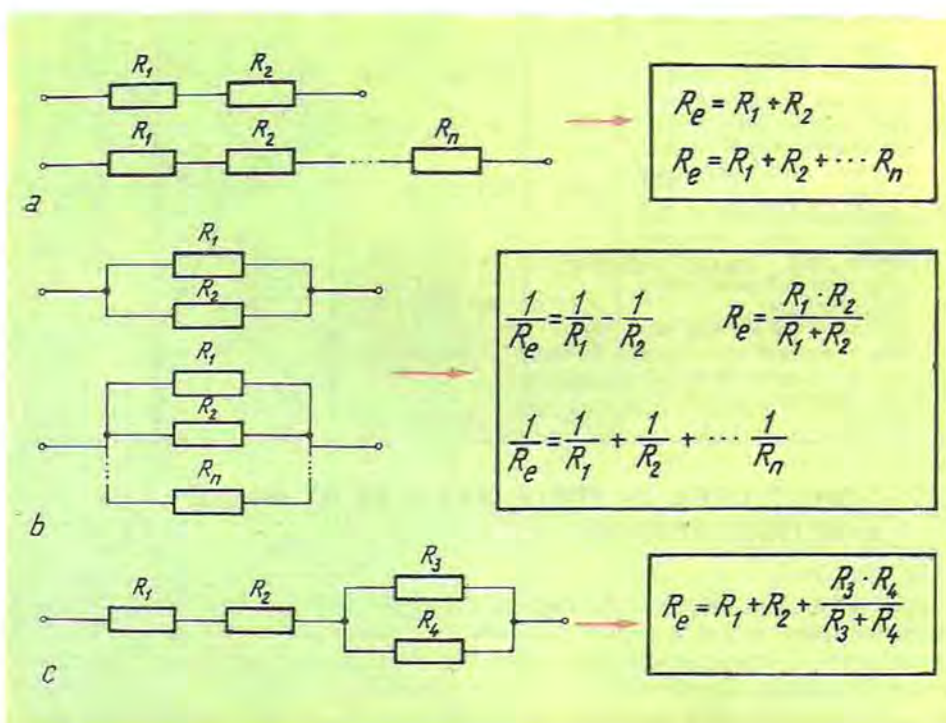 R₁ R₂
R₁ R₂ Rₙ
a
Rₑ = R₁ + R₂
Rₑ = R₁ + R₂ + ⋯ Rₙ
R₁
R₂
R₁
R₂
Rₙ
b
1/Rₑ = 1/R₁ - 1/R₂ Rₑ = R₁ · R₂ / R₁ + R₂
1/Rₑ = 1/R₁ + 1/R₂ + ⋯ 1/Rₙ
R₁ R₂ R₃
R₄
c
Rₑ = R₁ + R₂ + R₃ · R₄ / R₃ + R₄